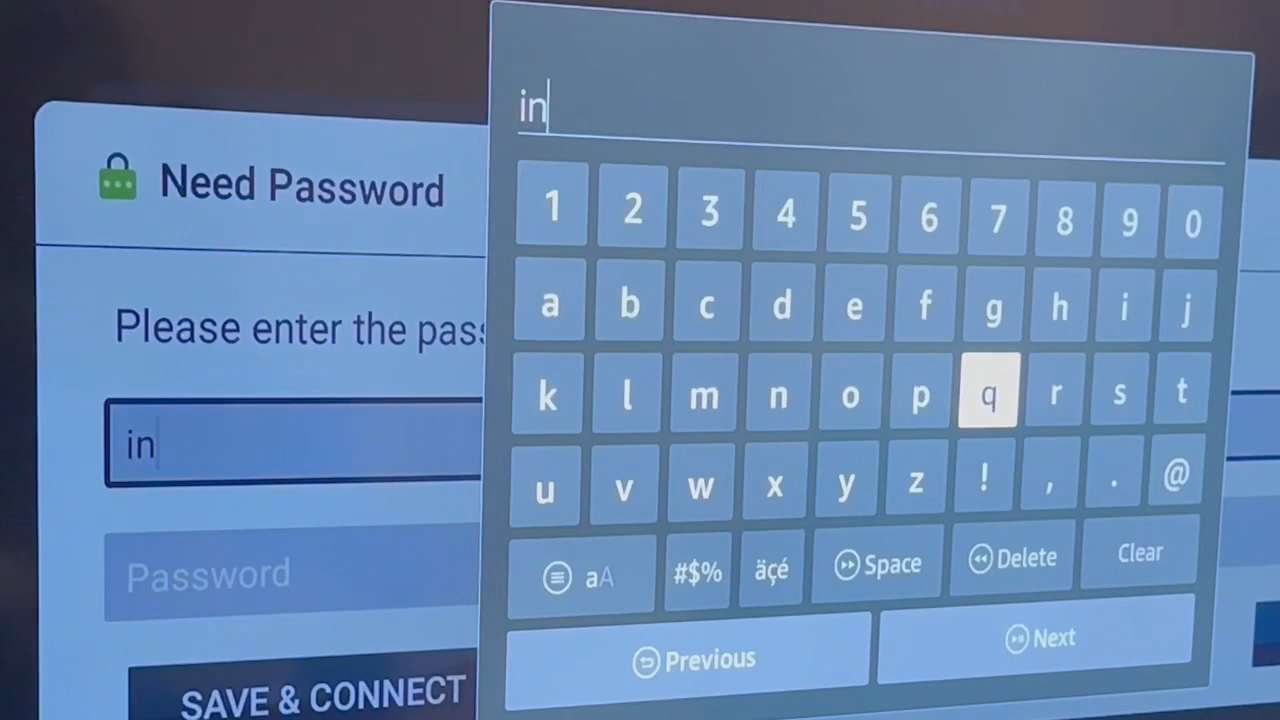 Need Password
Please enter the pass
in
Password
SAVE & CONNECT
in
1 2 3 4 5 6 7 8 9 0
a b c d e f g h i j
k l m n o p q r s t
u v w x y z ! , . @
aA #$% äçé Space Delete Clear
Previous Next